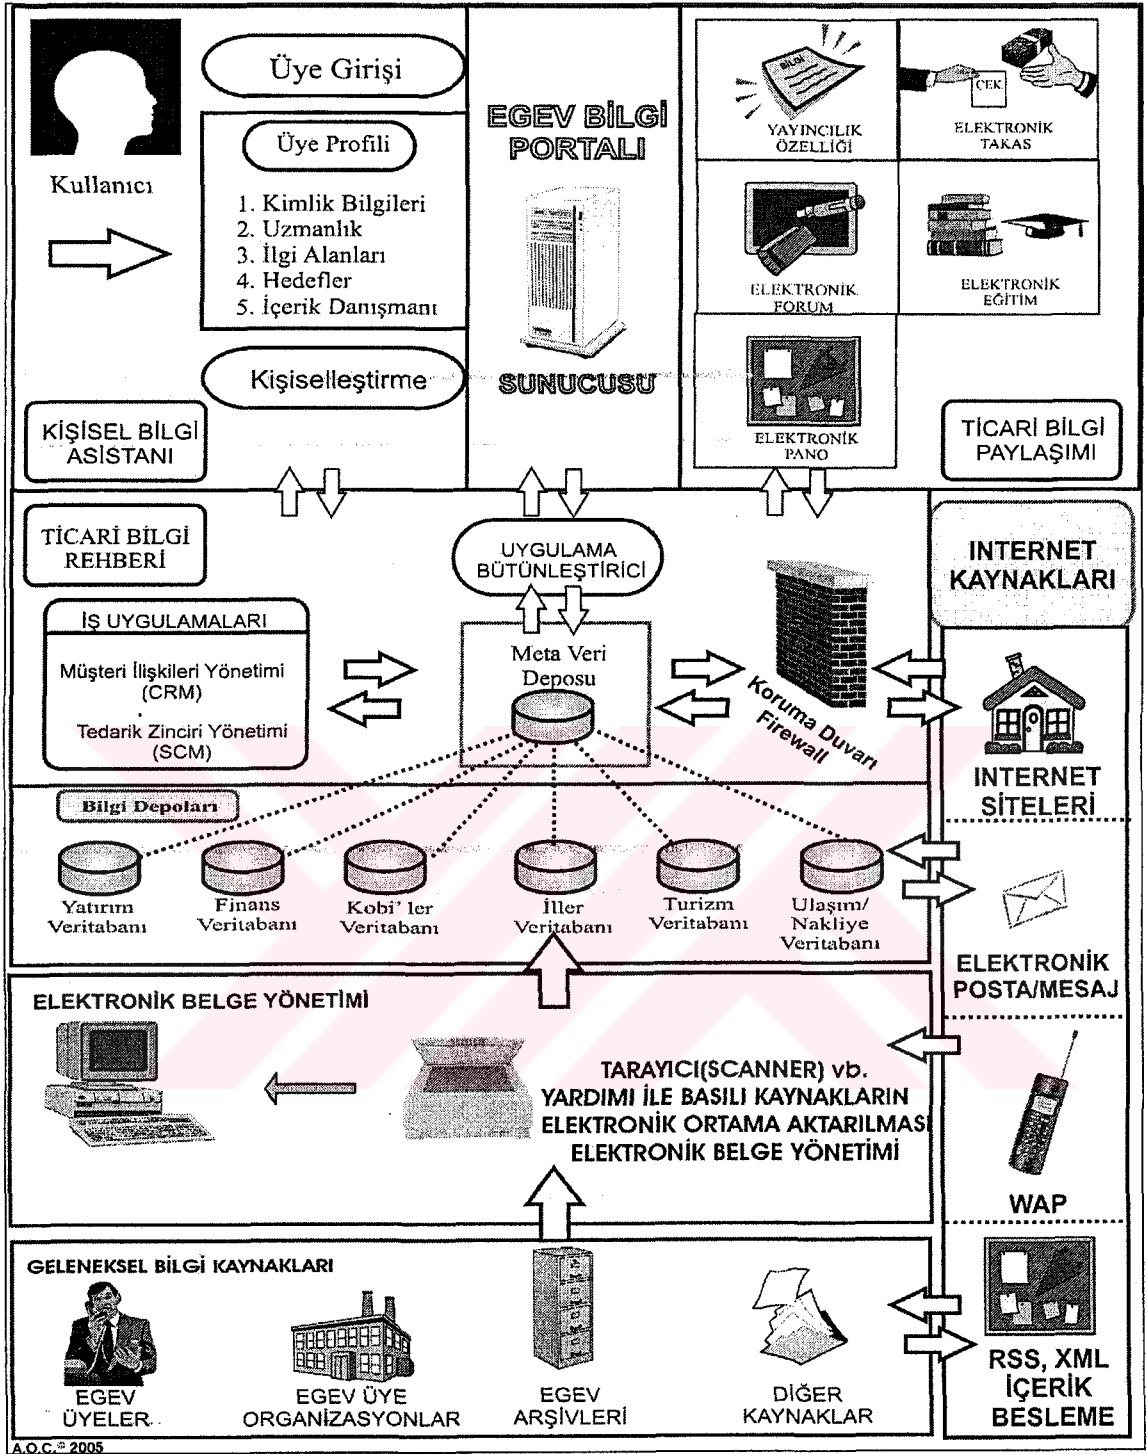 Kullanıcı
Üye Girişi
Üye Profili
1. Kimlik Bilgileri
2. Uzmanlık
3. İlgi Alanları
4. Hedefler
5. İçerik Danışmanı
Kişiselleştirme
KİŞİSEL BİLGİ
ASİSTANI
EGEV BİLGİ
PORTALI
SUNUCUSU
BİLGİ
YAYINCILIK
ÖZELLİĞİ
ÇEK
ELEKTRONİK
TAKAS
ELEKTRONİK
FORUM
ELEKTRONİK
EĞİTİM
ELEKTRONİK
PANO
TİCARİ BİLGİ
PAYLAŞIMI
TİCARİ BİLGİ
REHBERİ
UYGULAMA
BÜTÜNLEŞTİRİCİ
İŞ UYGULAMALARI
Müşteri İlişkileri Yönetimi
(CRM)
Tedarik Zinciri Yönetimi
(SCM)
Meta Veri
Deposu
Koruma Duvarı
Firewall
INTERNET
KAYNAKLARI
INTERNET
SİTELERİ
Bilgi Depoları
Yatırım
Veritabanı
Finans
Veritabanı
Kobi' ler
Veritabanı
İller
Veritabanı
Turizm
Veritabanı
Ulaşım/
Nakliye
Veritabanı
ELEKTRONİK
POSTA/MESAJ
ELEKTRONİK BELGE YÖNETİMİ
TARAYICI(SCANNER) vb.
YARDIMI İLE BASILI KAYNAKLARIN
ELEKTRONİK ORTAMA AKTARILMASI
ELEKTRONİK BELGE YÖNETİMİ
WAP
GELENEKSEL BİLGİ KAYNAKLARI
EGEV
ÜYELER
EGEV ÜYE
ORGANİZASYONLAR
EGEV
ARŞİVLERİ
DİĞER
KAYNAKLAR
RSS, XML
İÇERİK
BESLEME
A.O.C.© 2005